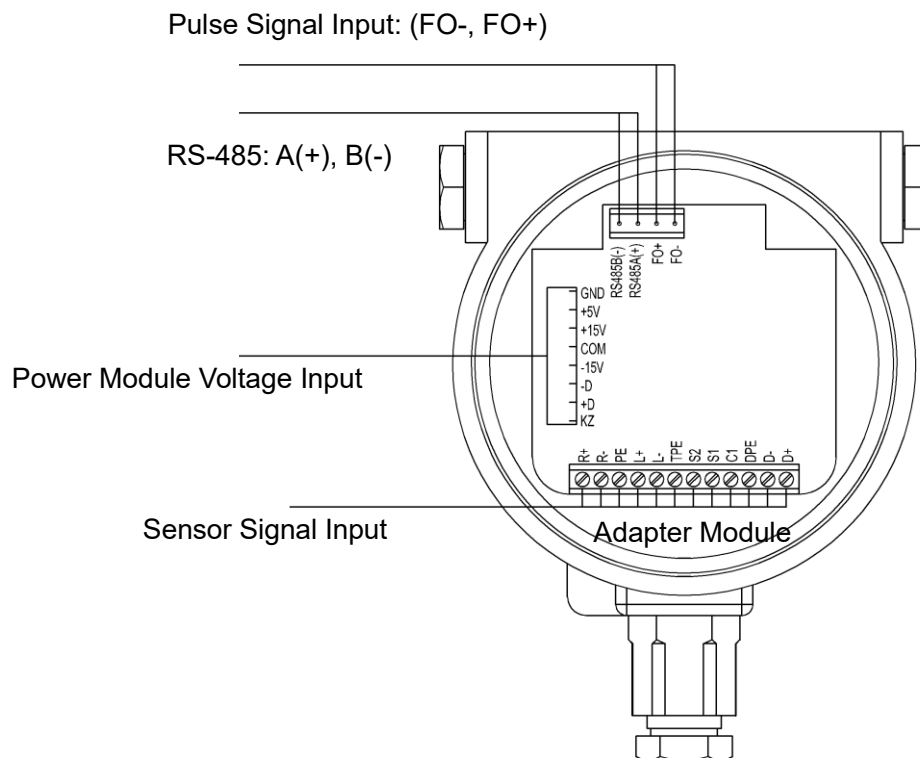 Pulse Signal Input: (FO-, FO+)
RS-485: A(+), B(-)
RS485B(-)
RS485A(+)
FO+
FO-
GND
+5V
+15V
COM
-15V
-D
+D
KZ
Power Module Voltage Input
R+
R-
PE
L+
L-
TPE
S2
S1
C1
DPE
D-
D+
Sensor Signal Input
Adapter Module